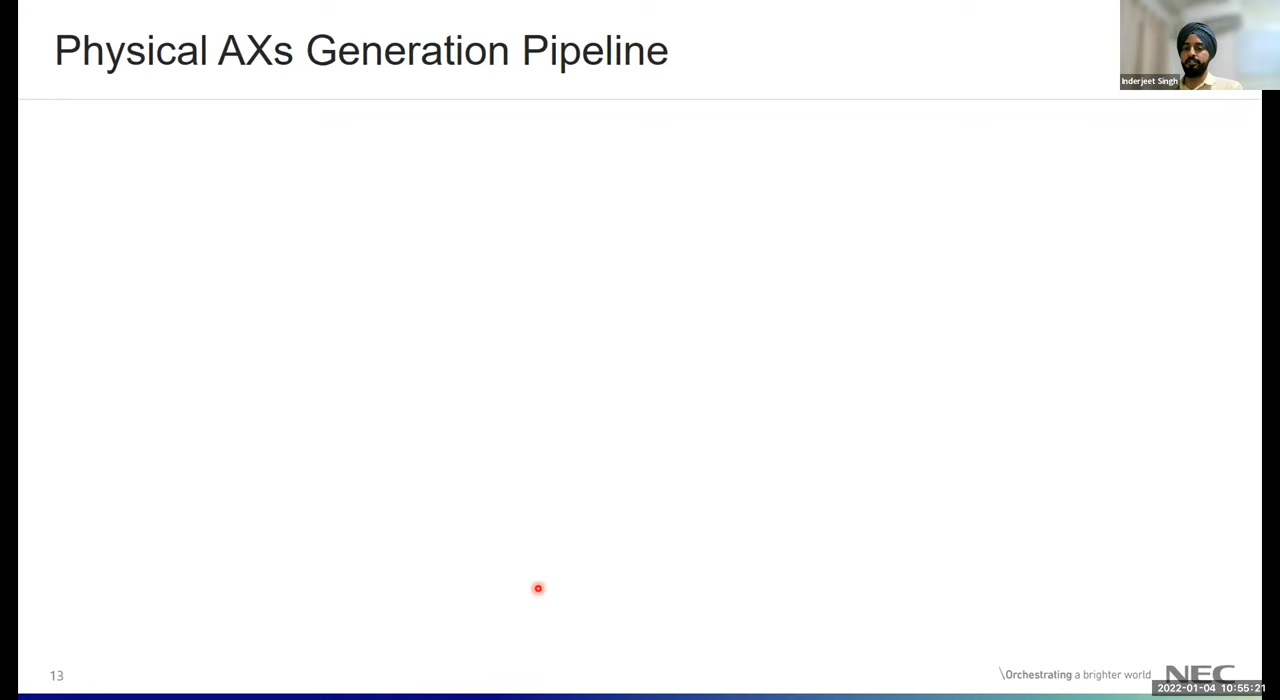 Physical AXs Generation Pipeline
Inderjeet Singh
13
\Orchestrating a brighter world
NEC
2022-01-04 10:55:21